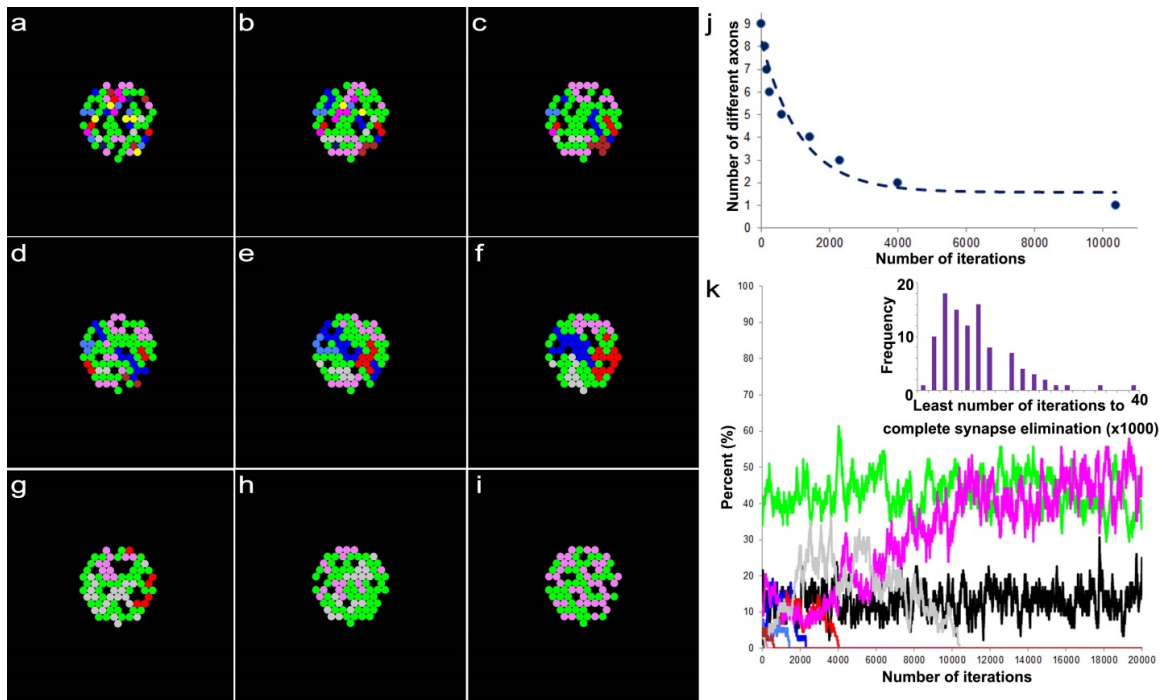 a
b
c
d
e
f
g
h
i
j
Number of different axons
9
8
7
6
5
4
3
2
1
0
0 2000 4000 6000 8000 10000
Number of iterations
k
Percent (%)
100
90
80
70
60
50
40
30
20
10
0
0 2000 4000 6000 8000 10000 12000 14000 16000 18000 20000
Number of iterations
Frequency
20
10
0
40
Least number of iterations to
complete synapse elimination (x1000)